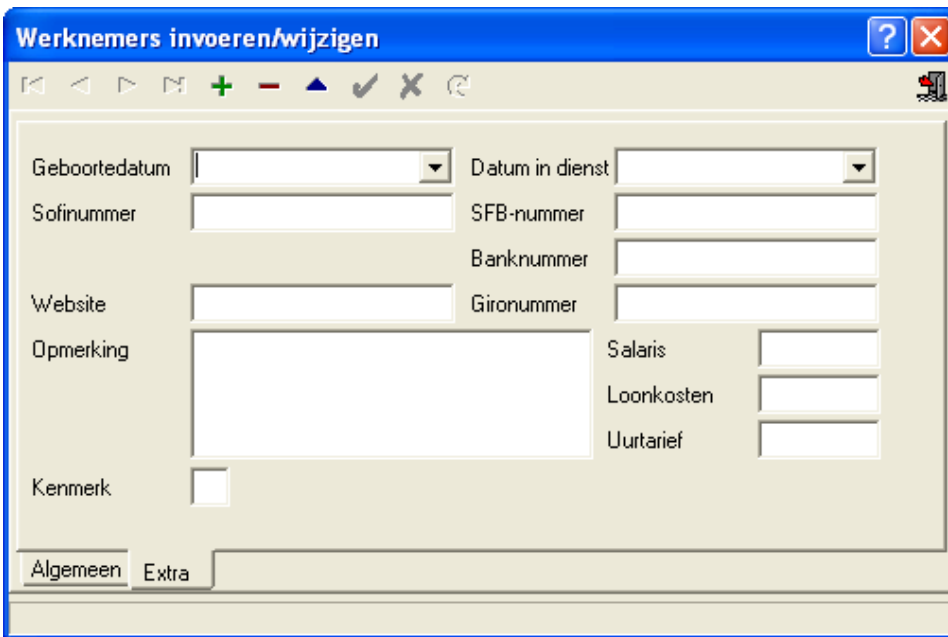 Werknemers invoeren/wijzigen
Geboortedatum Datum in dienst
Sofinummer SFB-nummer
Banknummer
Website Gironummer
Opmerking Salaris
Loonkosten
Uurtarief
Kenmerk
Algemeen Extra